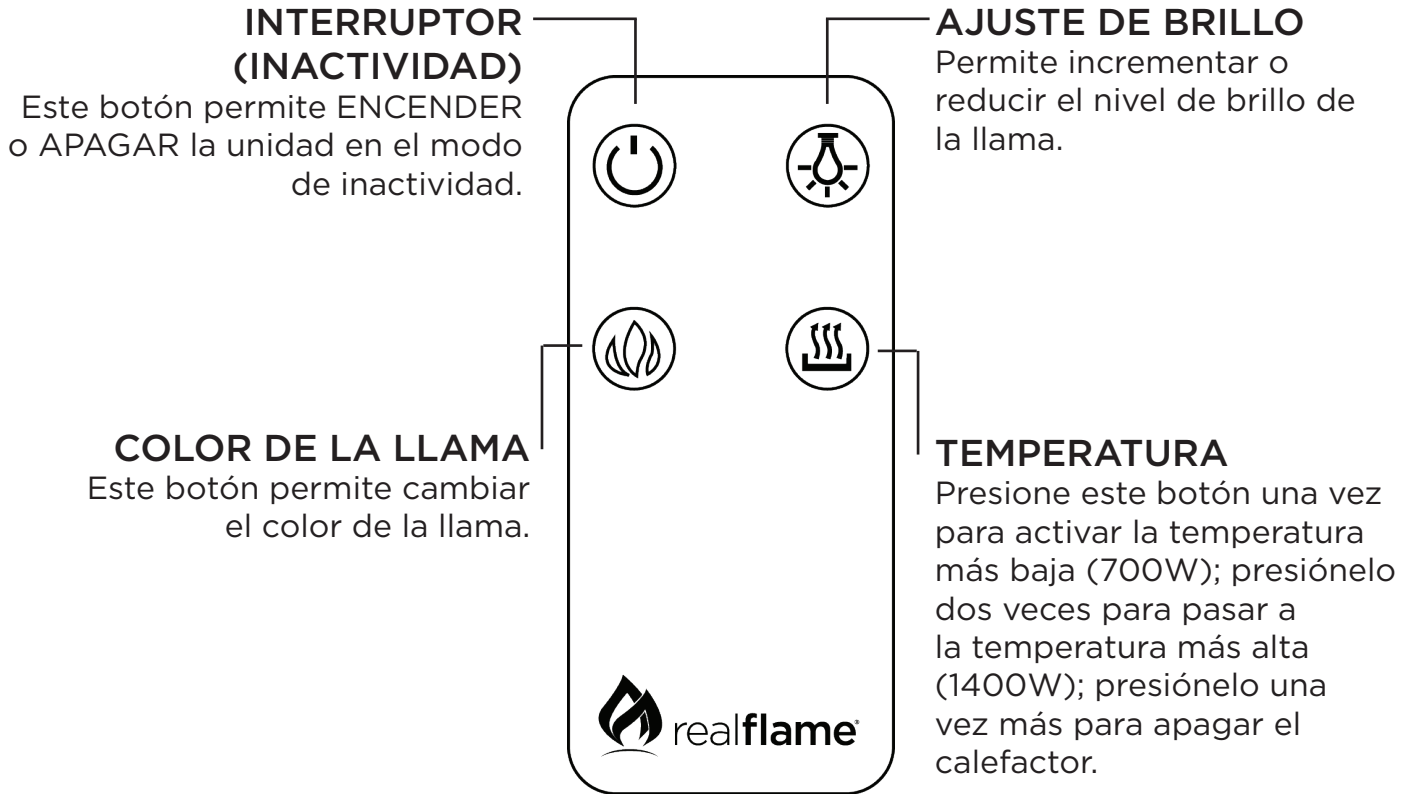 INTERRUPTOR
(INACTIVIDAD)
Este botón permite ENCENDER
o APAGAR la unidad en el modo
de inactividad.
AJUSTE DE BRILLO
Permite incrementar o
reducir el nivel de brillo de
la llama.
COLOR DE LA LLAMA
Este botón permite cambiar
el color de la llama.
TEMPERATURA
Presione este botón una vez
para activar la temperatura
más baja (700W); presiónelo
dos veces para pasar a
la temperatura más alta
(1400W); presiónelo una
vez más para apagar el
calefactor.
realflame®